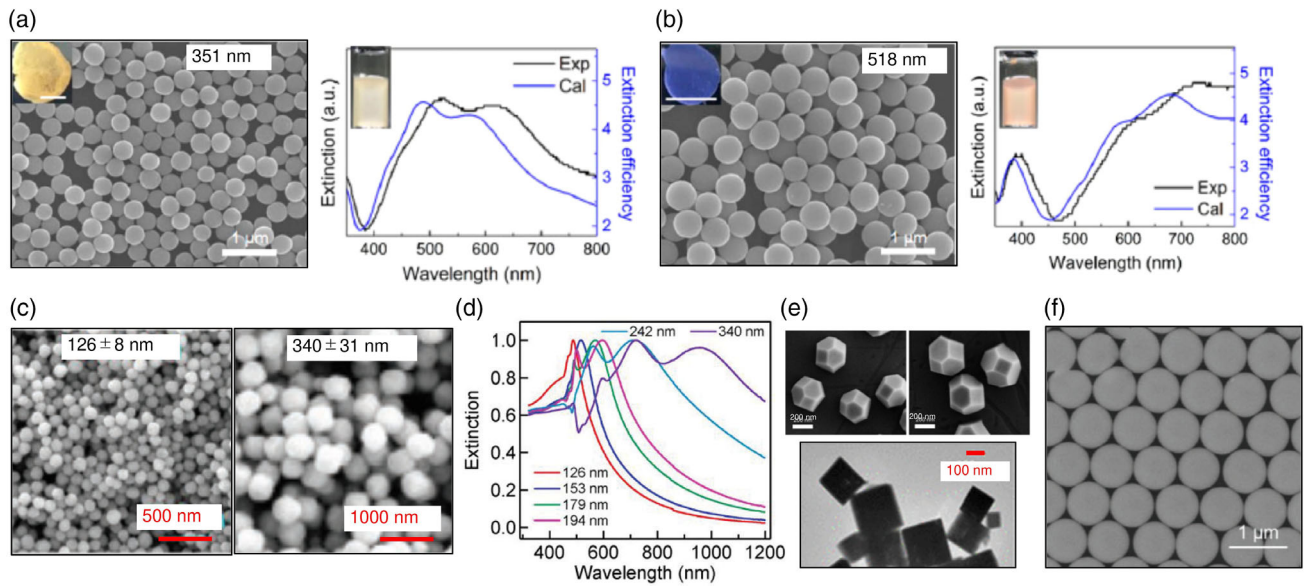 (a)
351 nm
1 µm
Extinction (a.u.)
Exp
Cal
5
4
3
2
Extinction efficiency
400 500 600 700 800
Wavelength (nm)
(b)
518 nm
1 µm
Extinction (a.u.)
Exp
Cal
5
4
3
2
Extinction efficiency
400 500 600 700 800
Wavelength (nm)
(c)
126 ± 8 nm
500 nm
340 ± 31 nm
1000 nm
(d)
Extinction
1.0
0.8
0.6
0.4
0.2
0.0
242 nm
340 nm
126 nm
153 nm
179 nm
194 nm
400 600 800 1000 1200
Wavelength (nm)
(e)
200 nm
200 nm
100 nm
(f)
1 µm